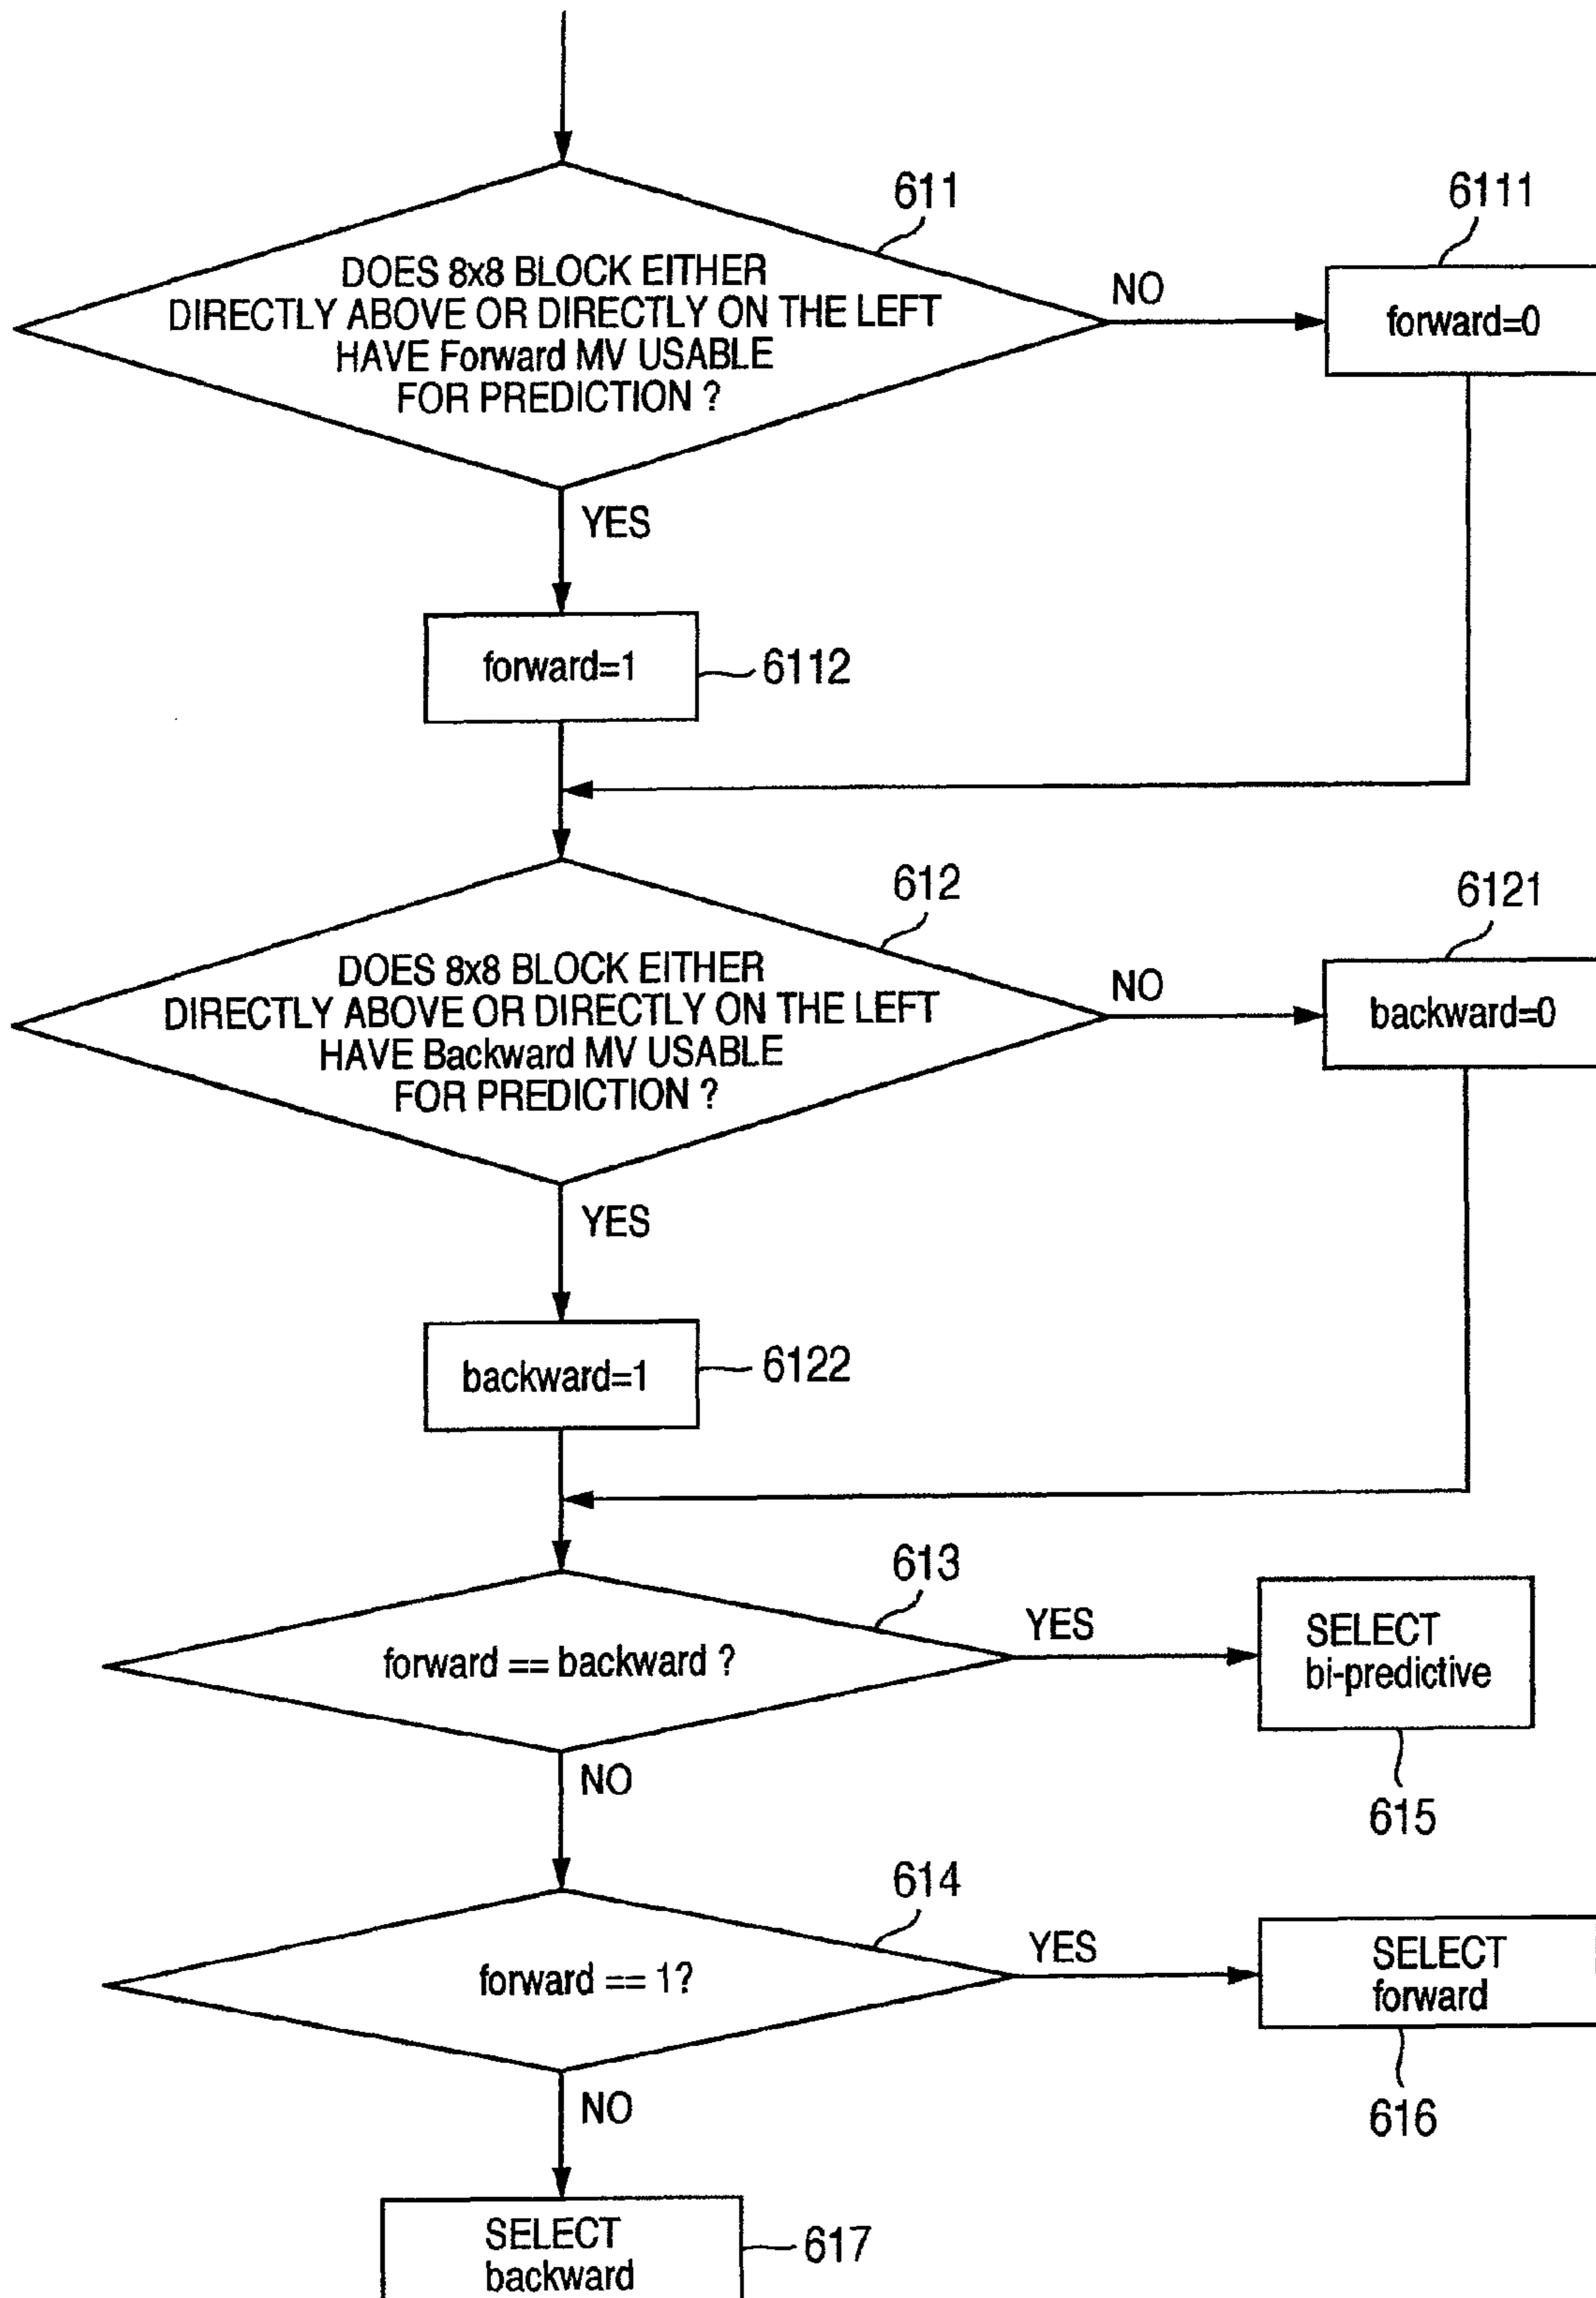 611
6111
DOES 8x8 BLOCK EITHER
DIRECTLY ABOVE OR DIRECTLY ON THE LEFT
HAVE Forward MV USABLE
FOR PREDICTION ?
NO
forward=0
YES
forward=1
6112
612
6121
DOES 8x8 BLOCK EITHER
DIRECTLY ABOVE OR DIRECTLY ON THE LEFT
HAVE Backward MV USABLE
FOR PREDICTION ?
NO
backward=0
YES
backward=1
6122
613
forward == backward ?
YES
SELECT
bi-predictive
615
NO
614
forward == 1?
YES
SELECT
forward
616
NO
SELECT
backward
617